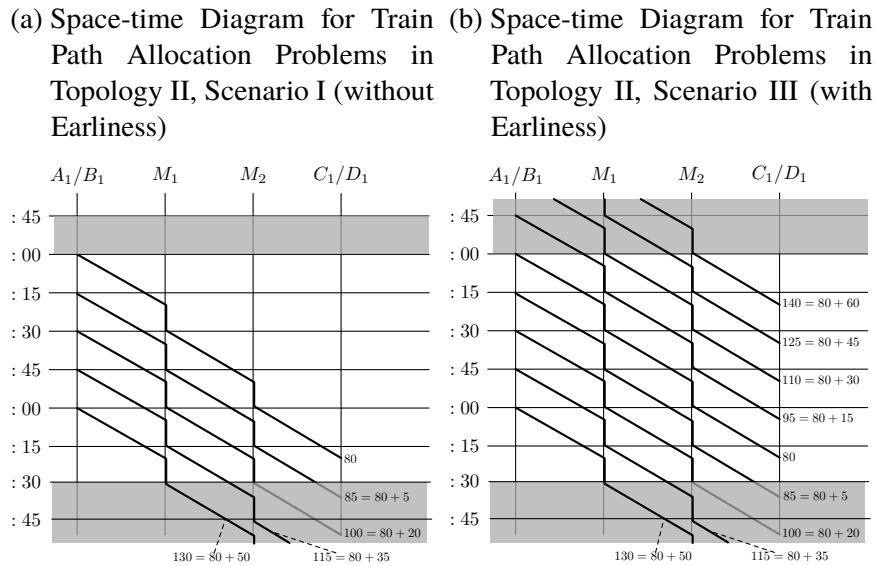 (a) Space-time Diagram for Train
Path Allocation Problems in
Topology II, Scenario I (without
Earliness)
A1/B1 M1 M2 C1/D1
: 45
: 00
: 15
: 30
: 45
: 00
: 15
: 30
: 45
80
85 = 80 + 5
100 = 80 + 20
130 = 80 + 50
115 = 80 + 35
(b) Space-time Diagram for Train
Path Allocation Problems in
Topology II, Scenario III (with
Earliness)
A1/B1 M1 M2 C1/D1
: 45
: 00
: 15
: 30
: 45
: 00
: 15
: 30
: 45
140 = 80 + 60
125 = 80 + 45
110 = 80 + 30
95 = 80 + 15
80
85 = 80 + 5
100 = 80 + 20
130 = 80 + 50
115 = 80 + 35